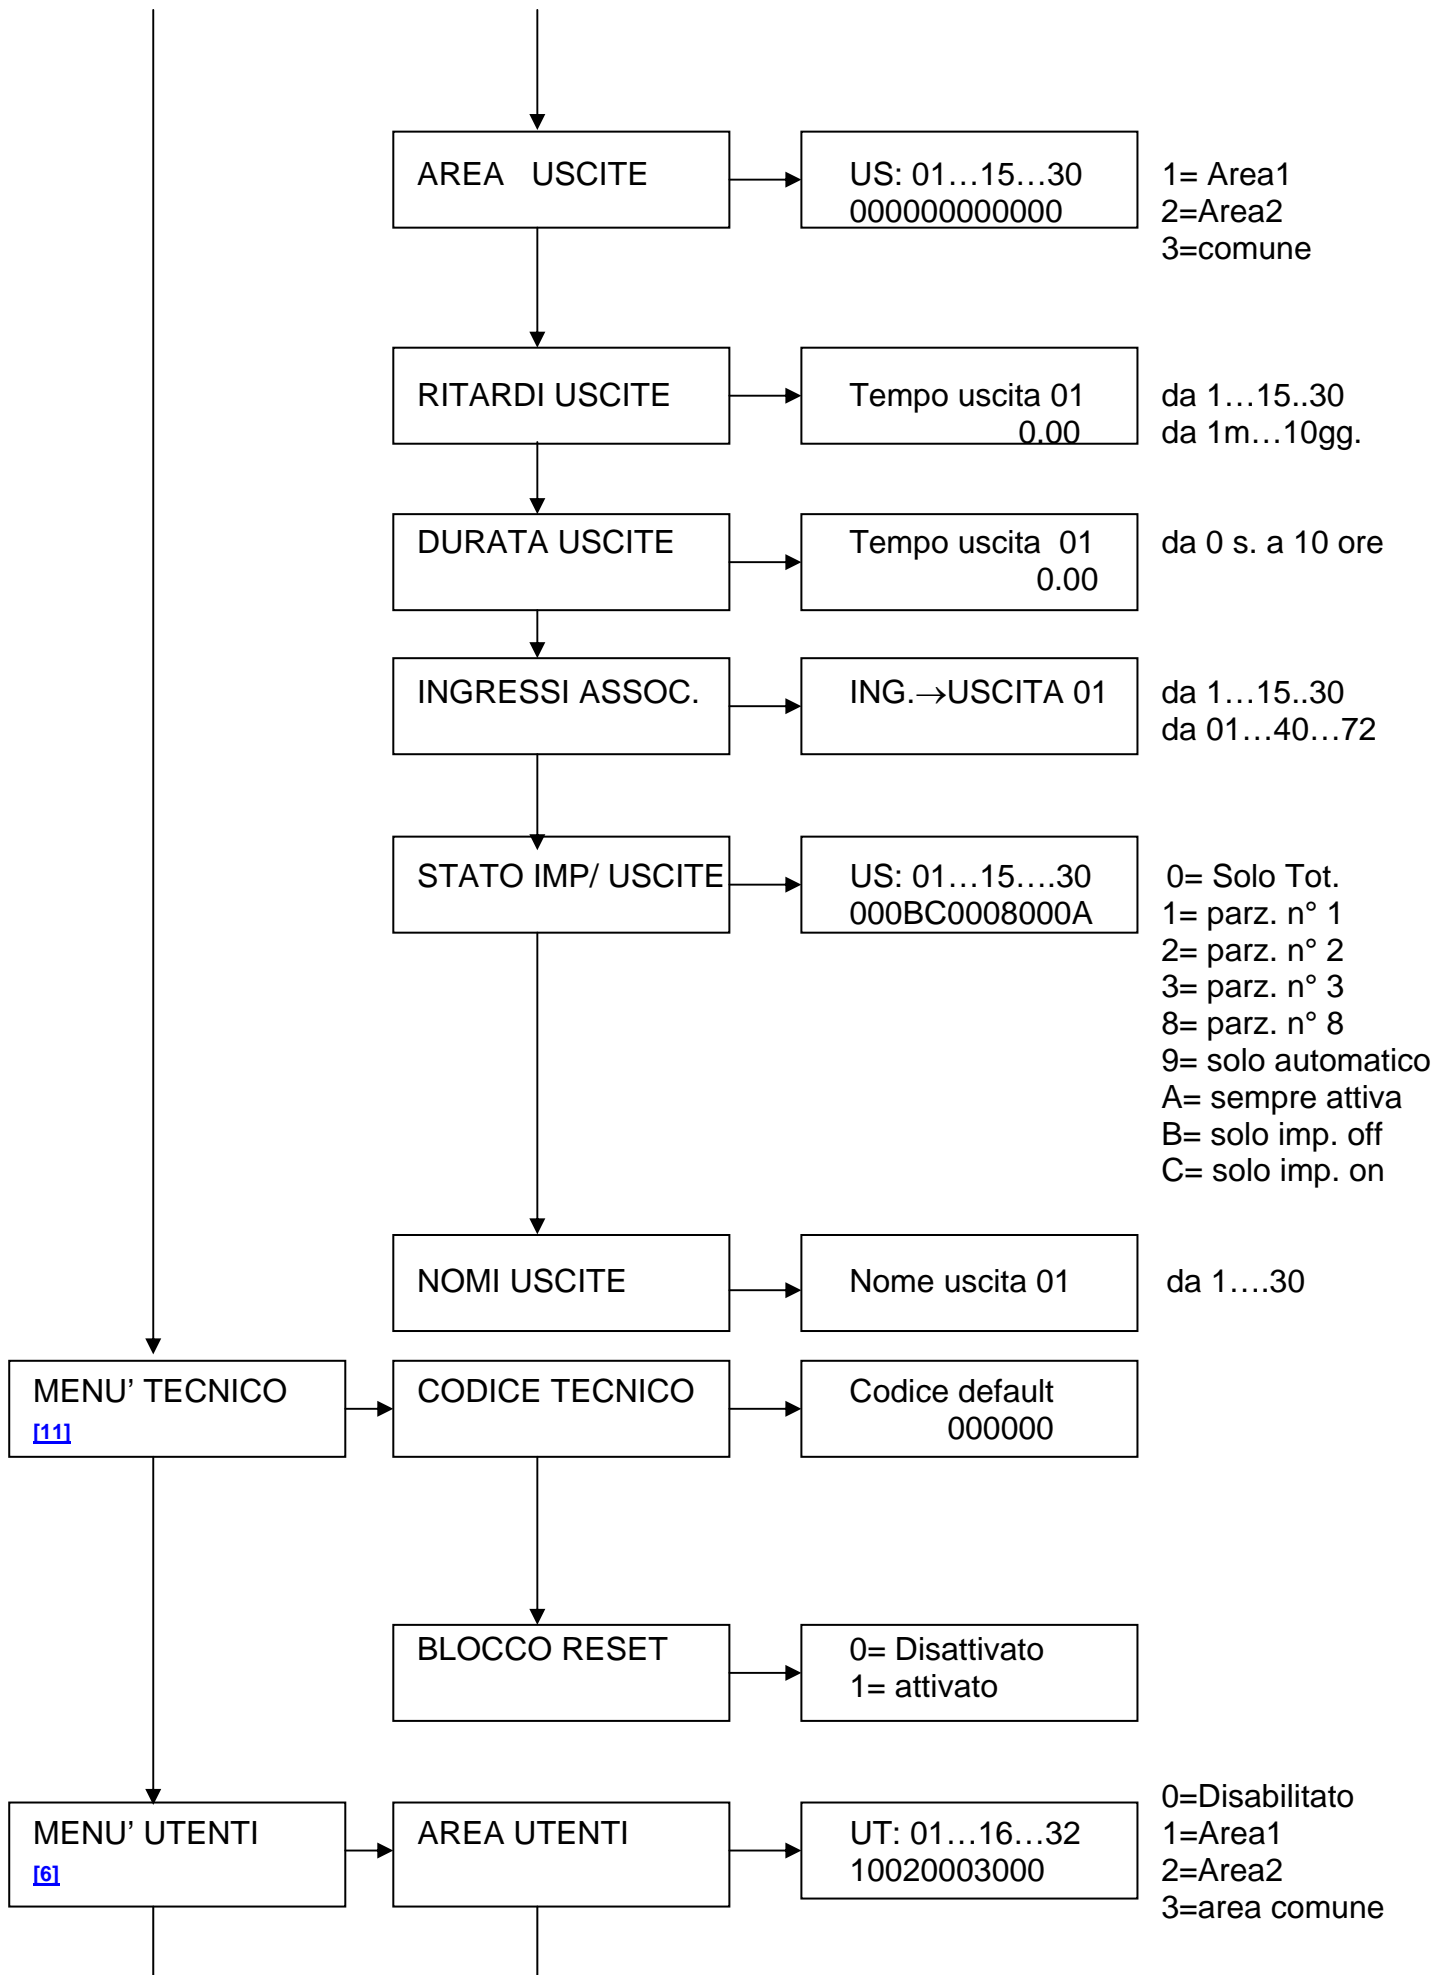 AREA   USCITE
US: 01…15…30
000000000000
1= Area1
2=Area2
3=comune
RITARDI USCITE
Tempo uscita 01
0.00
da 1…15..30
da 1m…10gg.
DURATA USCITE
Tempo uscita  01
0.00
da 0 s. a 10 ore
INGRESSI ASSOC.
ING.→USCITA 01
da 1…15..30
da 01…40…72
STATO IMP/ USCITE
US: 01…15….30
000BC0008000A
0= Solo Tot.
1= parz. n° 1
2= parz. n° 2
3= parz. n° 3
8= parz. n° 8
9= solo automatico
A= sempre attiva
B= solo imp. off
C= solo imp. on
NOMI USCITE
Nome uscita 01
da 1….30
MENU’ TECNICO
[11]
CODICE TECNICO
Codice default
000000
BLOCCO RESET
0= Disattivato
1= attivato
MENU’ UTENTI
[6]
AREA UTENTI
UT: 01…16…32
10020003000
0=Disabilitato
1=Area1
2=Area2
3=area comune